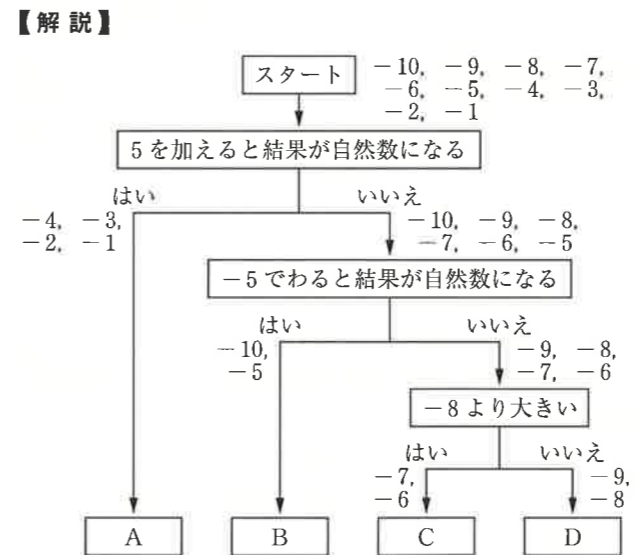 【解 説】
スタート
－10, －9, －8, －7,
－6, －5, －4, －3,
－2, －1
5を加えると結果が自然数になる
はい
いいえ
－4, －3,
－2, －1
－10, －9, －8,
－7, －6, －5
－5でわると結果が自然数になる
はい
いいえ
－10,
－5
－9, －8,
－7, －6
－8より大きい
はい
いいえ
－7,
－6
－9,
－8
A
B
C
D